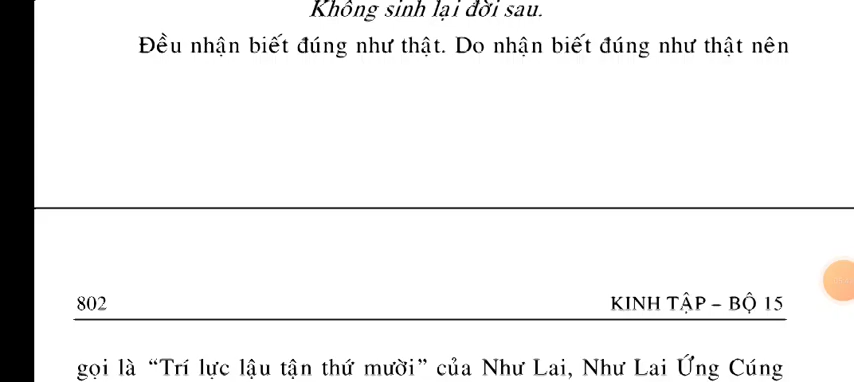 Không sinh lại đời sau.
Đều nhận biết đúng như thật. Do nhận biết đúng như thật nên
802 KINH TẬP – BỘ 15
gọi là “Trí lực lậu tận thứ mười” của Như Lai, Như Lai Ứng Cúng